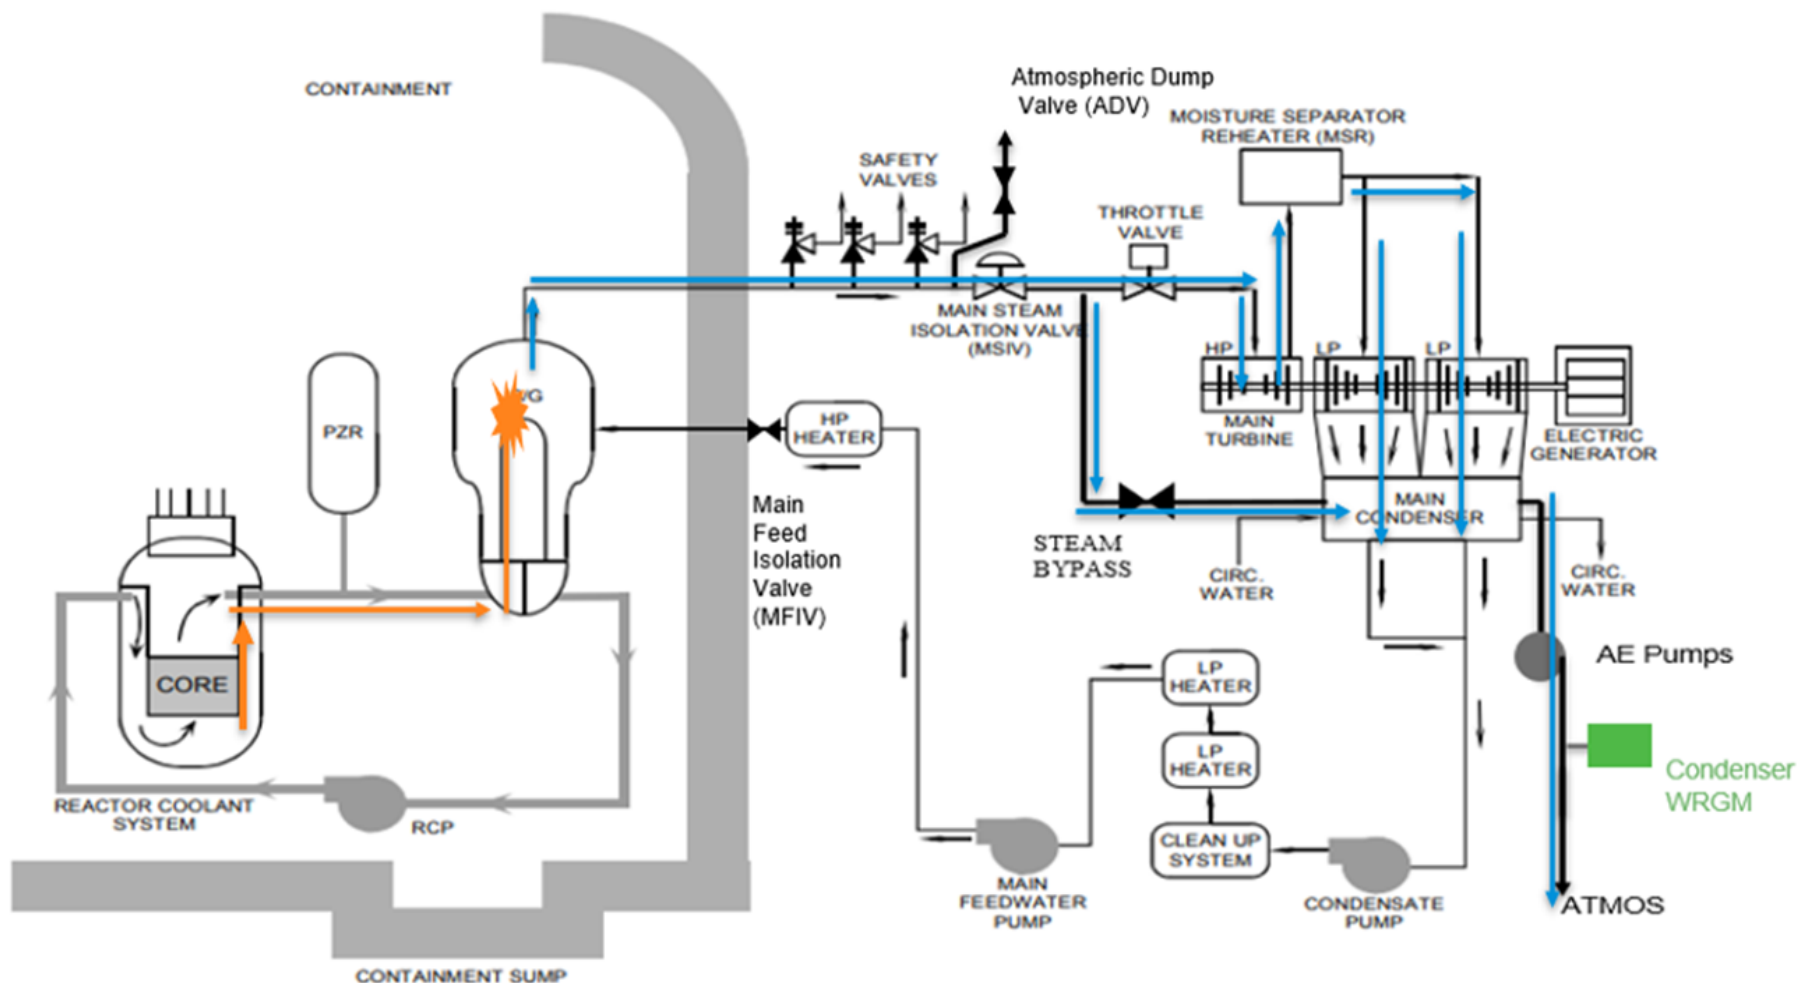 CONTAINMENT
Atmospheric Dump
Valve (ADV)
MOISTURE SEPARATOR
REHEATER (MSR)
SAFETY
VALVES
THROTTLE
VALVE
MAIN STEAM
ISOLATION VALVE
(MSIV)
HP
LP
LP
MAIN
TURBINE
ELECTRIC
GENERATOR
/G
PZR
HP
HEATER
Main
Feed
Isolation
Valve
(MFIV)
MAIN
CONDENSER
STEAM
BYPASS
CIRC.
WATER
CIRC.
WATER
AE Pumps
CORE
LP
HEATER
LP
HEATER
Condenser
WRGM
REACTOR COOLANT
SYSTEM
RCP
CLEAN UP
SYSTEM
MAIN
FEEDWATER
PUMP
CONDENSATE
PUMP
ATMOS
CONTAINMENT SUMP